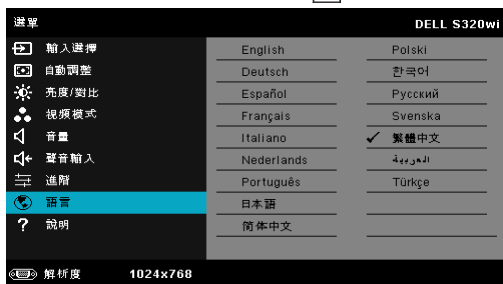 選單 DELL S320wi
輸入選擇
自動調整
亮度/對比
視頻模式
音量
聲音輸入
進階
語言
說明
English
Deutsch
Español
Français
Italiano
Nederlands
Português
日本語
简体中文
Polski
한국어
Русский
Svenska
繁體中文
العربية
Türkçe
解析度 1024x768